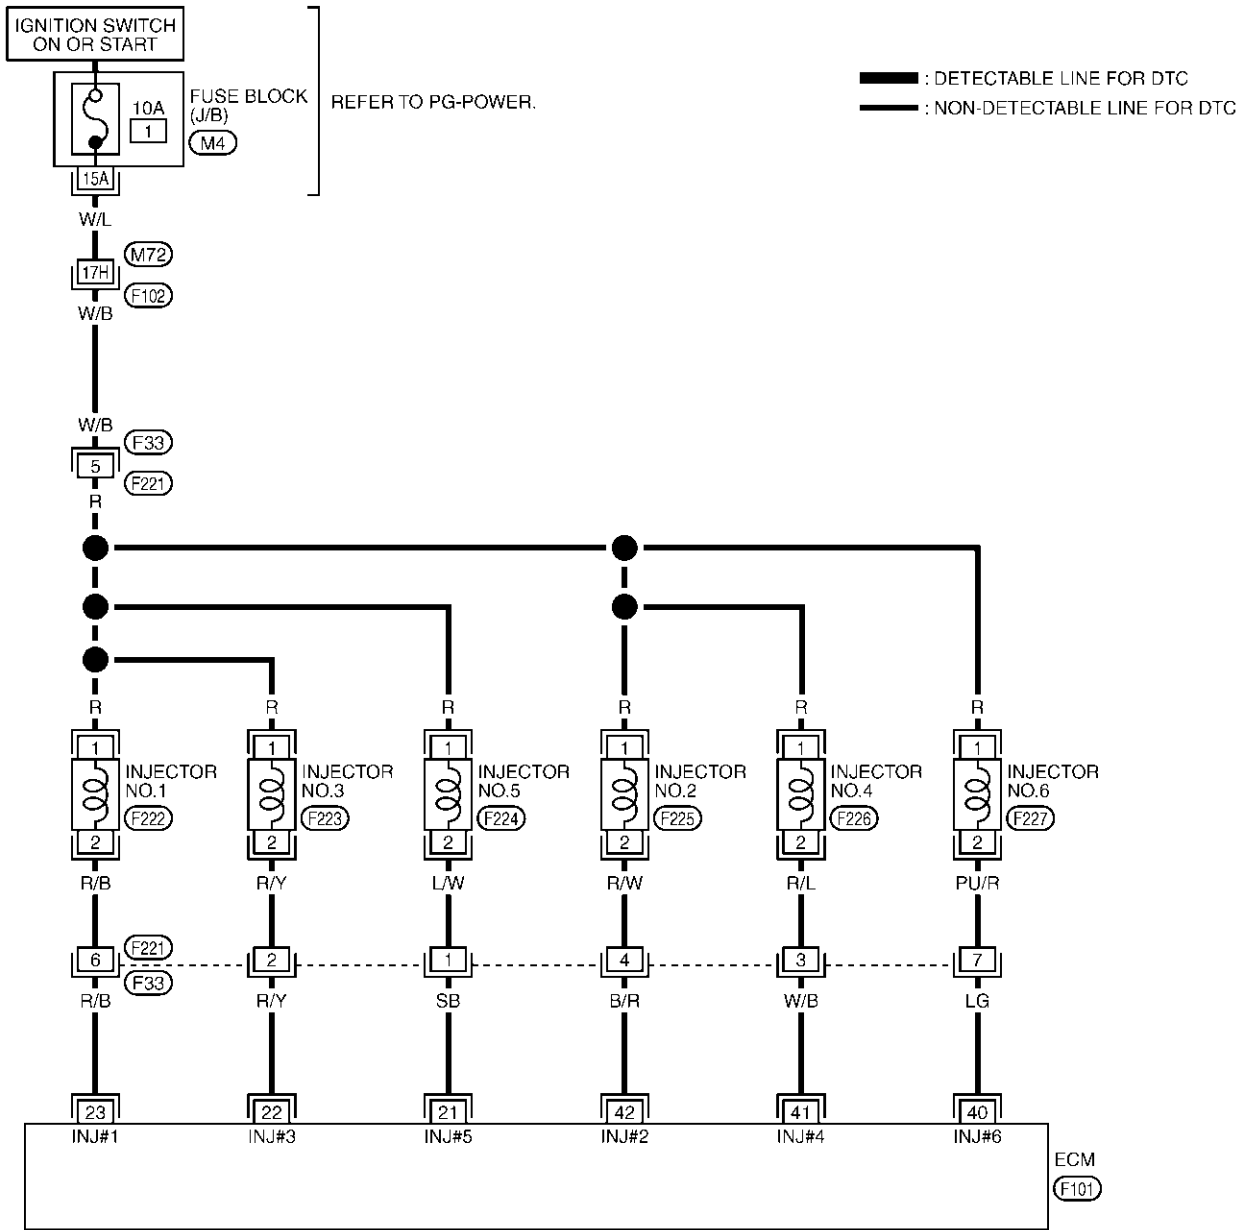 IGNITION SWITCH
ON OR START
: DETECTABLE LINE FOR DTC
: NON-DETECTABLE LINE FOR DTC
10A
1
FUSE BLOCK
(J/B)
M4
REFER TO PG-POWER.
15A
W/L
M72
17H
F102
W/B
W/B
F33
5
F221
R
R R R R R R
1 1 1 1 1 1
INJECTOR
NO.1
F222
INJECTOR
NO.3
F223
INJECTOR
NO.5
F224
INJECTOR
NO.2
F225
INJECTOR
NO.4
F226
INJECTOR
NO.6
F227
2 2 2 2 2 2
R/B R/Y L/W R/W R/L PU/R
F221
6 2 1 4 3 7
F33
R/B R/Y SB B/R W/B LG
23 22 21 42 41 40
INJ#1 INJ#3 INJ#5 INJ#2 INJ#4 INJ#6
ECM
F101